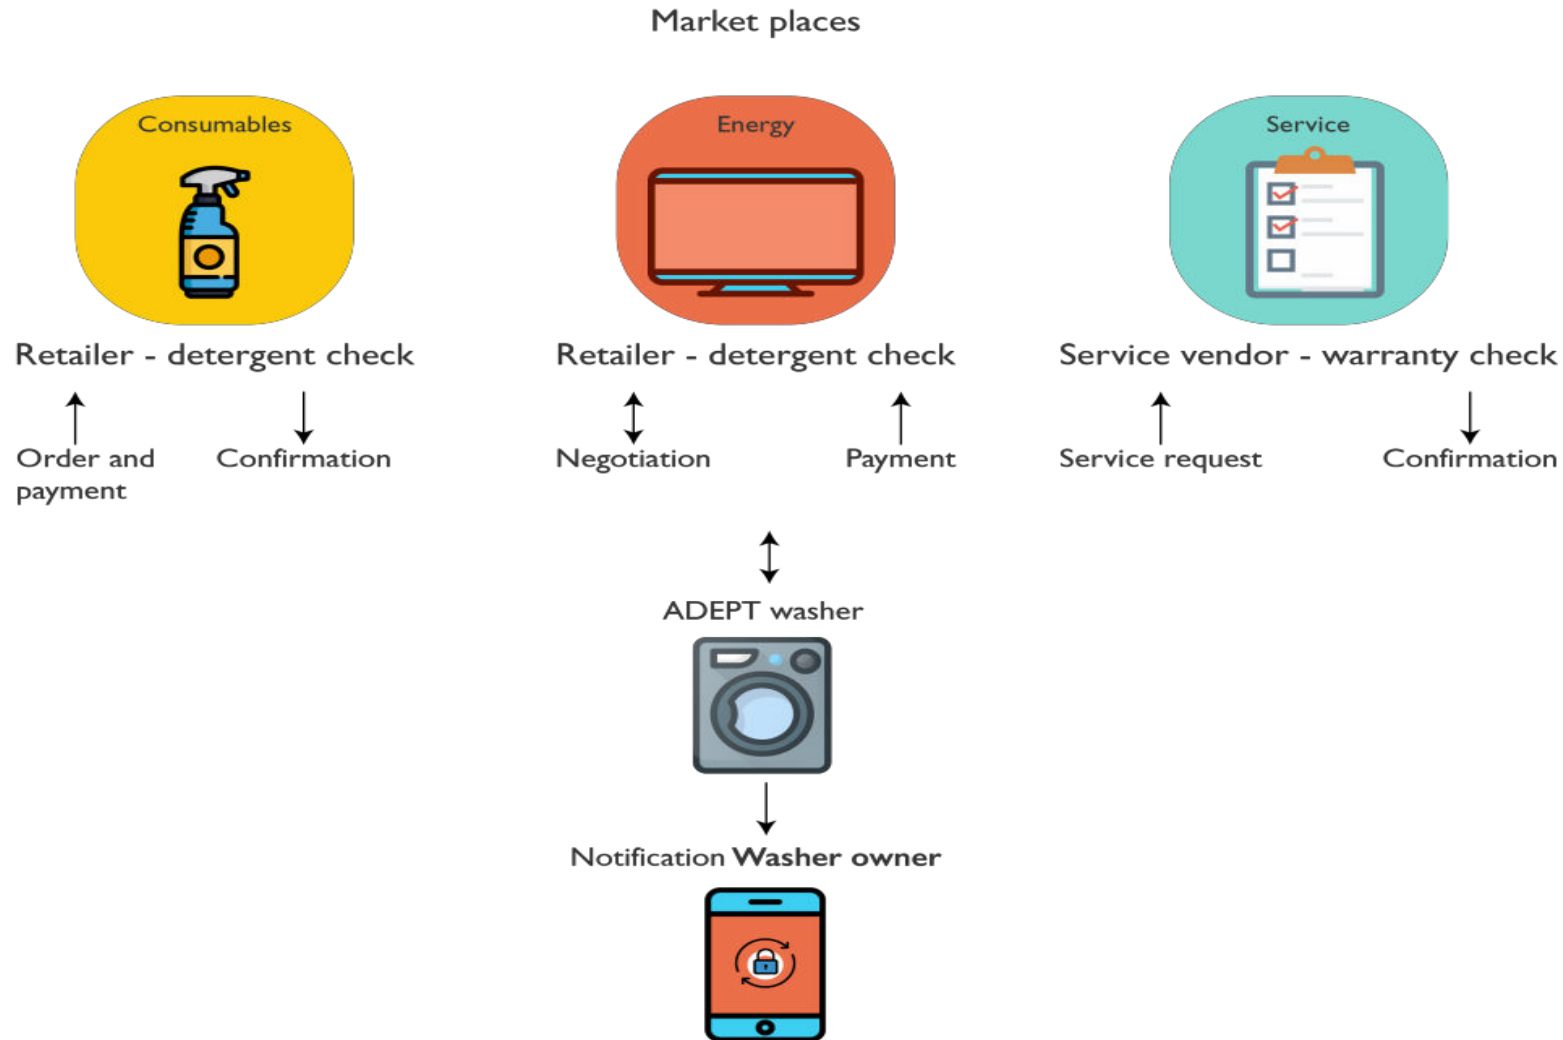 Market places
Consumables
Energy
Service
Retailer - detergent check
Retailer - detergent check
Service vendor - warranty check
Order and
payment
Confirmation
Negotiation
Payment
Service request
Confirmation
ADEPT washer
Notification Washer owner